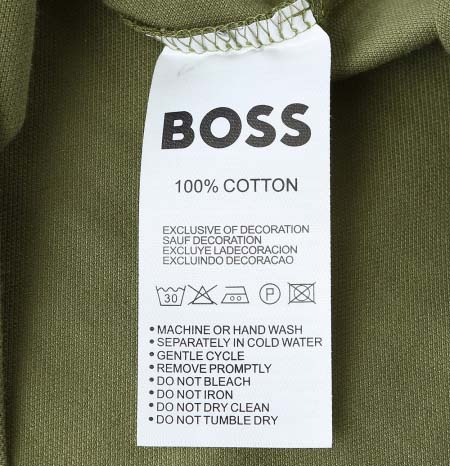 BOSS
100% COTTON
EXCLUSIVE OF DECORATION
SAUF DECORATION
EXCLUYE LADECORACION
EXCLUINDO DECORACAO
30 P
• MACHINE OR HAND WASH
• SEPARATELY IN COLD WATER
• GENTLE CYCLE
• REMOVE PROMPTLY
• DO NOT BLEACH
• DO NOT IRON
• DO NOT DRY CLEAN
• DO NOT TUMBLE DRY